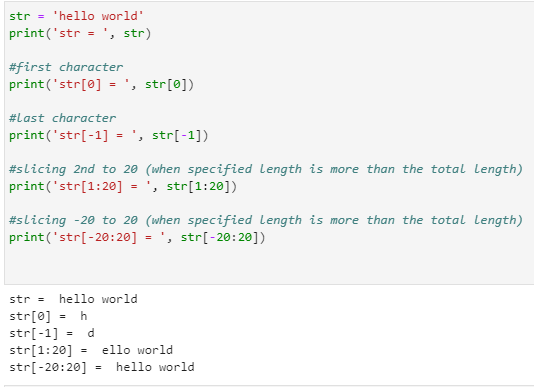 str = 'hello world'
print('str = ', str)
#first character
print('str[0] = ', str[0])
#last character
print('str[-1] = ', str[-1])
#slicing 2nd to 20 (when specified length is more than the total length)
print('str[1:20] = ', str[1:20])
#slicing -20 to 20 (when specified length is more than the total length)
print('str[-20:20] = ', str[-20:20])
str =  hello world
str[0] =  h
str[-1] =  d
str[1:20] =  ello world
str[-20:20] =  hello world